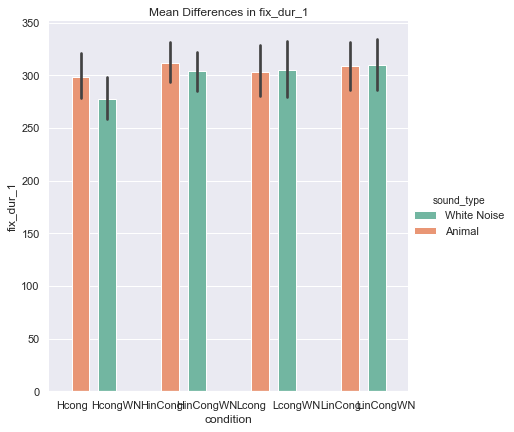 Mean Differences in fix_dur_1
350
300
250
200
150
100
50
0
fix_dur_1
Hcong HcongWN HinCong HinCongWN Lcong LcongWN LinCong LinCongWN
condition
sound_type
White Noise
Animal